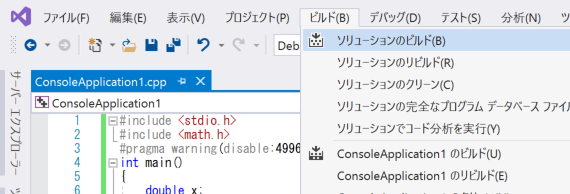 ファイル(F) 編集(E) 表示(V) プロジェクト(P) ビルド(B) デバッグ(D) テスト(S) 分析(N)
Deb
ソリューションのビルド(B)
ソリューションのリビルド(R)
ソリューションのクリーン(C)
ソリューションの完全なプログラム データベース ファイル
ソリューションでコード分析を実行(Y)
ConsoleApplication1 のビルド(U)
ConsoleApplication1 のリビルド(E)
サーバー エクスプローラー
ConsoleApplication1.cpp
ConsoleApplication1
1 #include <stdio.h>
2 #include <math.h>
3 #pragma warning(disable:4996
4 int main()
5 {
6 double x;